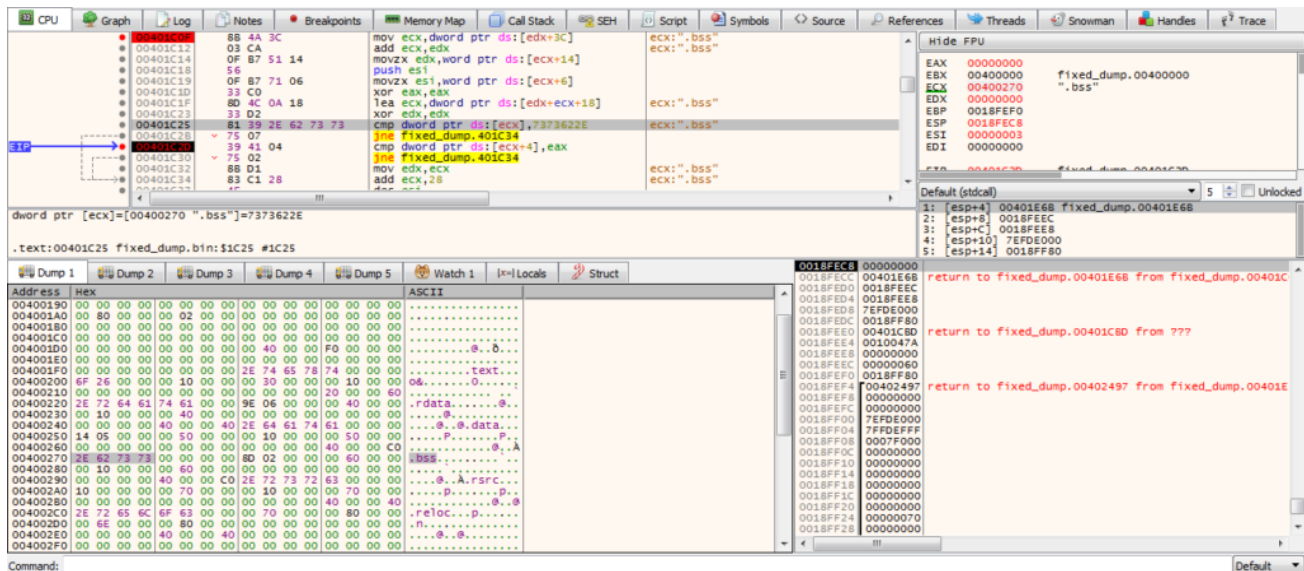 CPU Graph Log Notes Breakpoints Memory Map Call Stack SEH Script Symbols Source References Threads Snowman Handles Trace
00401C0F 8B 4A 3C mov ecx,dword ptr ds:[edx+3C] ecx:".bss"
00401C12 03 CA add ecx,edx ecx:".bss"
00401C14 0F B7 51 14 movzx edx,word ptr ds:[ecx+14]
00401C18 56 push esi
00401C19 0F B7 71 06 movzx esi,word ptr ds:[ecx+6]
00401C1D 33 C0 xor eax,eax
00401C1F 8D 4C 0A 18 lea ecx,dword ptr ds:[edx+ecx+18] ecx:".bss"
00401C23 33 D2 xor edx,edx
00401C25 81 39 2E 62 73 73 cmp dword ptr ds:[ecx],7373622E ecx:".bss"
00401C2B 75 07 jne fixed_dump.401C34
EIP 00401C2D 39 41 04 cmp dword ptr ds:[ecx+4],eax
00401C30 75 02 jne fixed_dump.401C34
00401C32 8B D1 mov edx,ecx ecx:".bss"
00401C34 83 C1 28 add ecx,28 ecx:".bss"
Hide FPU
EAX 00000000
EBX 00400000 fixed_dump.00400000
ECX 00400270 ".bss"
EDX 00000000
EBP 0018FEF0
ESP 0018FEC8
ESI 00000003
EDI 00000000
EIP 00401C2D fixed_dump.00401C2D
Default (stdcall) 5 Unlocked
1: [esp+4] 00401E6B fixed_dump.00401E6B
2: [esp+8] 0018FEEC
3: [esp+C] 0018FEE8
4: [esp+10] 7EFDE000
5: [esp+14] 0018FF80
dword ptr [ecx]=[00400270 ".bss"]=7373622E
.text:00401C25 fixed_dump.bin:$1C25 #1C25
Dump 1 Dump 2 Dump 3 Dump 4 Dump 5 Watch 1 [x=] Locals Struct
Address Hex ASCII
00400190 00 00 00 00 00 00 00 00 00 00 00 00 00 00 00 00 ................
004001A0 00 80 00 00 02 00 00 00 00 00 00 00 00 00 00 00 ................
004001B0 00 00 00 00 00 00 00 00 00 00 00 00 00 00 00 00 ................
004001C0 00 00 00 00 00 00 00 00 00 00 00 00 00 00 00 00 ................
004001D0 00 00 00 00 00 00 00 00 00 40 00 00 F0 00 00 00 .........@..ð...
004001E0 00 00 00 00 00 00 00 00 00 00 00 00 00 00 00 00 ................
004001F0 00 00 00 00 00 00 00 00 2E 74 65 78 74 00 00 00 .........text...
00400200 6F 26 00 00 00 10 00 00 00 30 00 00 00 10 00 00 o&.......0......
00400210 00 00 00 00 00 00 00 00 00 00 00 00 20 00 00 60 ............ ..`
00400220 2E 72 64 61 74 61 00 00 9E 06 00 00 00 40 00 00 .rdata.......@..
00400230 00 10 00 00 00 40 00 00 00 00 00 00 00 00 00 00 .....@..........
00400240 00 00 00 00 40 00 00 40 2E 64 61 74 61 00 00 00 ....@..@.data...
00400250 14 05 00 00 00 50 00 00 00 10 00 00 00 50 00 00 .....P.......P..
00400260 00 00 00 00 00 00 00 00 00 00 00 00 40 00 00 C0 ............@..À
00400270 2E 62 73 73 00 00 00 00 8D 02 00 00 00 60 00 00 .bss.........`..
00400280 00 10 00 00 00 60 00 00 00 00 00 00 00 00 00 00 .....`..........
00400290 00 00 00 00 40 00 00 C0 2E 72 73 72 63 00 00 00 ....@..À.rsrc...
004002A0 10 00 00 00 00 70 00 00 00 10 00 00 00 70 00 00 .....p.......p..
004002B0 00 00 00 00 00 00 00 00 00 00 00 00 40 00 00 40 ............@..@
004002C0 2E 72 65 6C 6F 63 00 00 00 70 00 00 00 80 00 00 .reloc...p......
004002D0 00 6E 00 00 00 80 00 00 00 00 00 00 00 00 00 00 .n..............
004002E0 00 00 00 00 40 00 00 40 00 00 00 00 00 00 00 00 ....@..@........
004002F0 00 00 00 00 00 00 00 00 00 00 00 00 00 00 00 00 ................
0018FEC8 00000000
0018FECC 00401E6B return to fixed_dump.00401E6B from fixed_dump.00401C
0018FED0 0018FEEC
0018FED4 0018FEE8
0018FED8 7EFDE000
0018FEDC 0018FF80
0018FEE0 00401CBD return to fixed_dump.00401CBD from ???
0018FEE4 0010047A
0018FEE8 00000000
0018FEEC 00000060
0018FEF0 0018FF80
0018FEF4 00402497 return to fixed_dump.00402497 from fixed_dump.00401E
0018FEF8 00000000
0018FEFC 00000000
0018FF00 7EFDE000
0018FF04 7FFDEFFF
0018FF08 0007F000
0018FF0C 00000000
0018FF10 00000000
0018FF14 00000000
0018FF18 00000000
0018FF1C 00000000
0018FF20 00000000
0018FF24 00000070
0018FF28 00000000
Command: Default